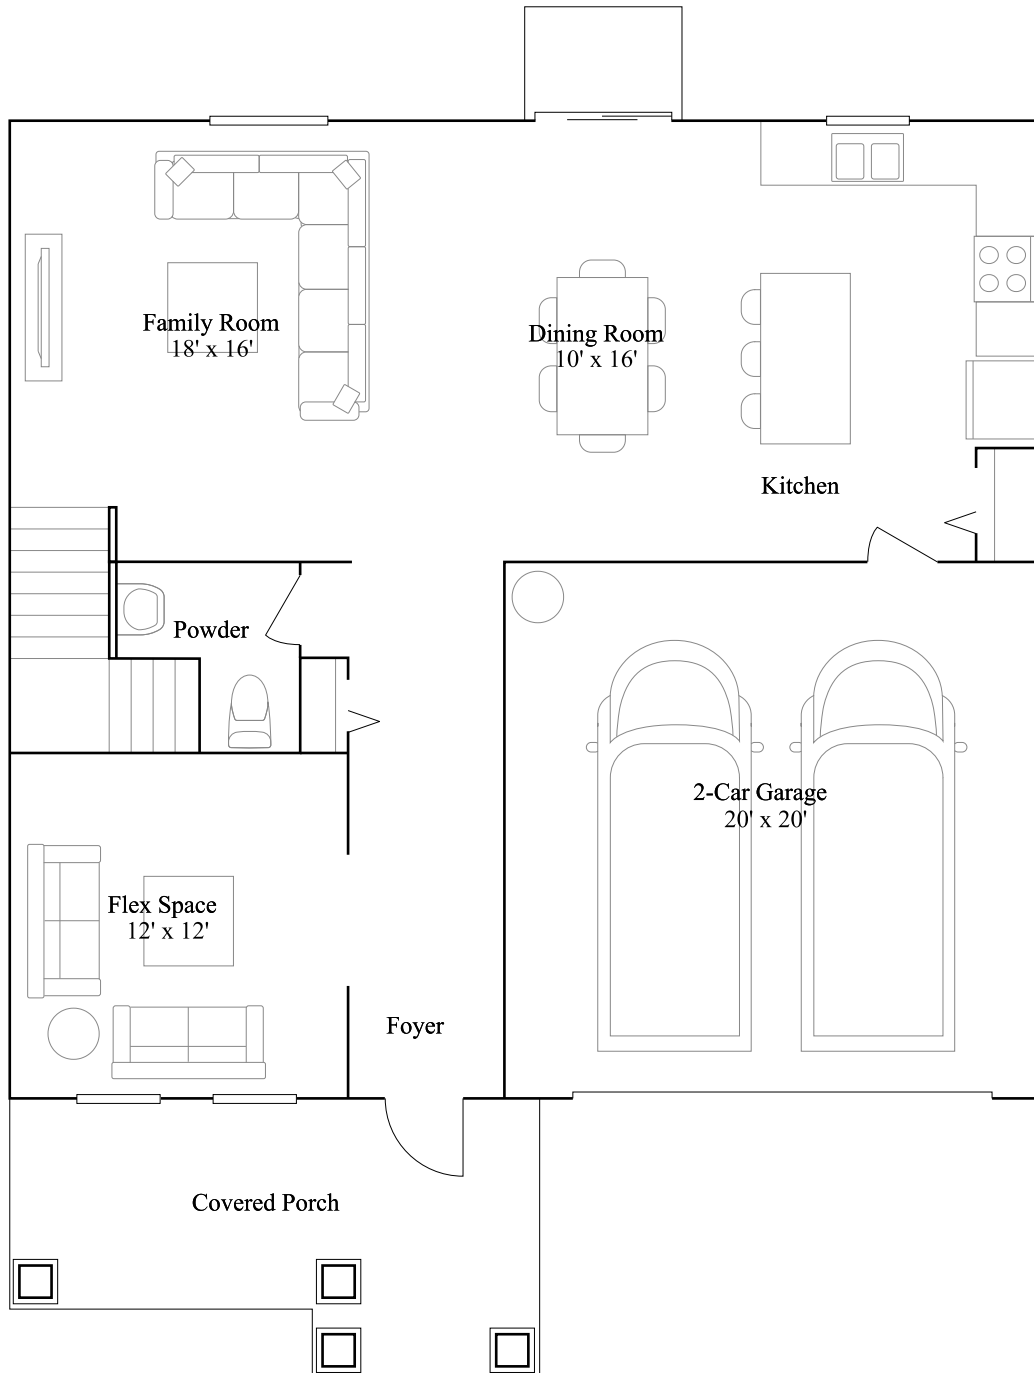 Family Room
18' x 16'
Dining Room
10' x 16'
Kitchen
Powder
2-Car Garage
20' x 20'
Flex Space
12' x 12'
Foyer
Covered Porch